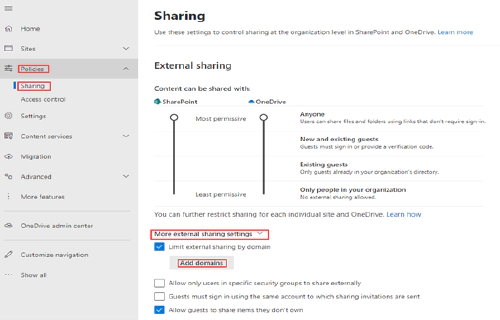 Sharing
Use these settings to control sharing at the organization level in SharePoint and OneDrive. Learn more
Home
Sites
Policies
Sharing
Access control
Settings
Content services
Migration
Advanced
More features
OneDrive admin center
Customize navigation
Show all
External sharing
Content can be shared with:
SharePoint OneDrive
Most permissive
Least permissive
Anyone
Users can share files and folders using links that don't require sign-in.
New and existing guests
Guests must sign in or provide a verification code.
Existing guests
Only guests already in your organization's directory.
Only people in your organization
No external sharing allowed.
You can further restrict sharing for each individual site and OneDrive. Learn how
More external sharing settings
Limit external sharing by domain
Add domains
Allow only users in specific security groups to share externally
Guests must sign in using the same account to which sharing invitations are sent
Allow guests to share items they don't own